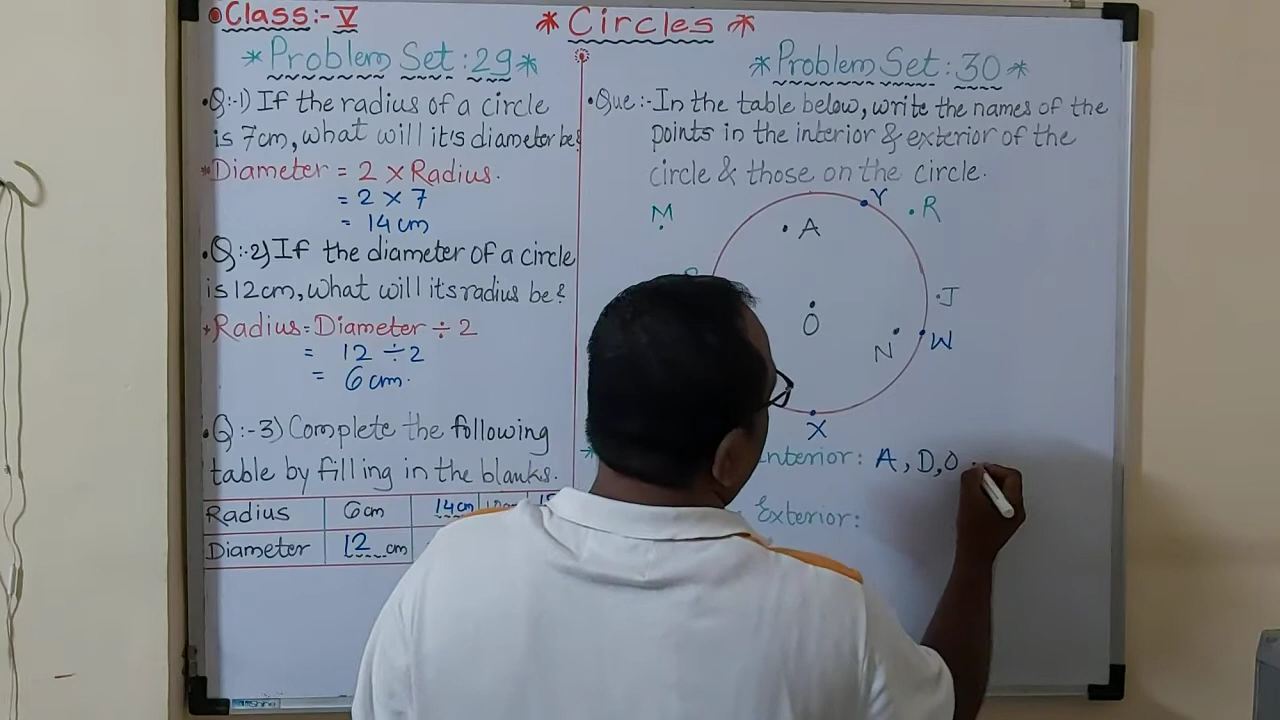 Class:- V
* Circles *
* Problem Set: 29 *
• Q:-1) If the radius of a circle
is 7cm, what will it's diameter be?
* Diameter = 2 × Radius.
= 2 × 7
= 14 cm
• Q:-2) If the diameter of a circle
is 12cm, what will its radius be?
* Radius = Diameter ÷ 2
= 12 ÷ 2
= 6 cm.
• Q:-3) Complete the following
table by filling in the blanks.
Radius 6cm 14cm
Diameter 12 cm
* Problem Set: 30 *
• Que:- In the table below, write the names of the
points in the interior & exterior of the
circle & those on the circle.
M
Y
R
A
J
O
N
W
X
Interior: A, D, O
Exterior: